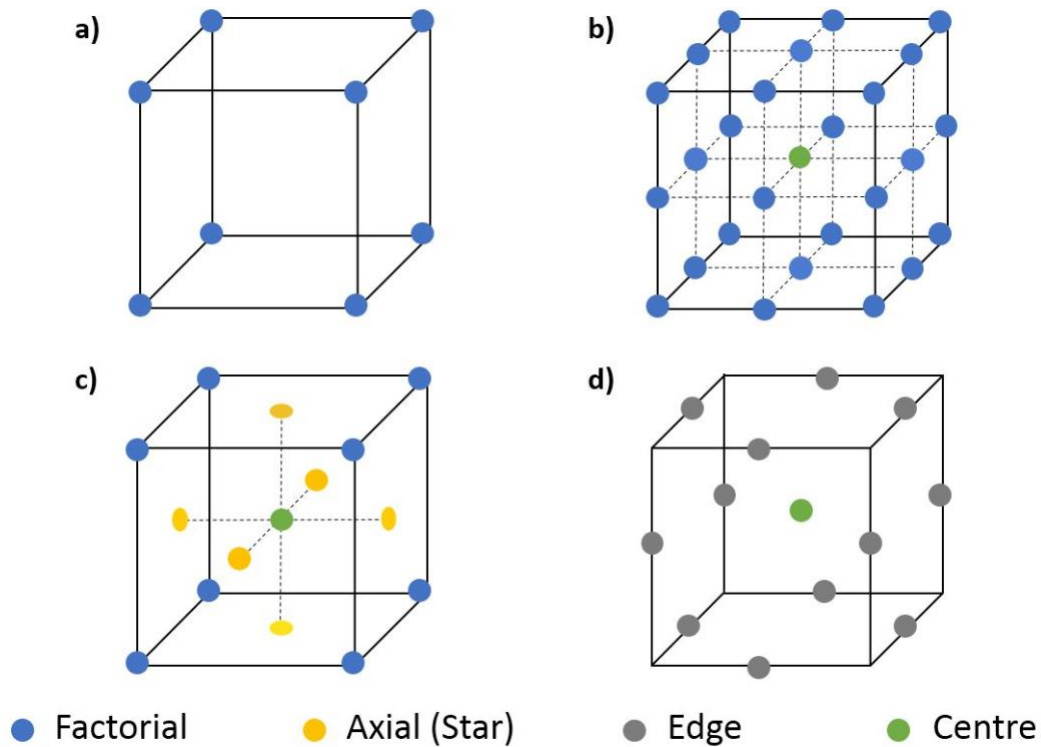 a)
b)
c)
d)
Factorial
Axial (Star)
Edge
Centre